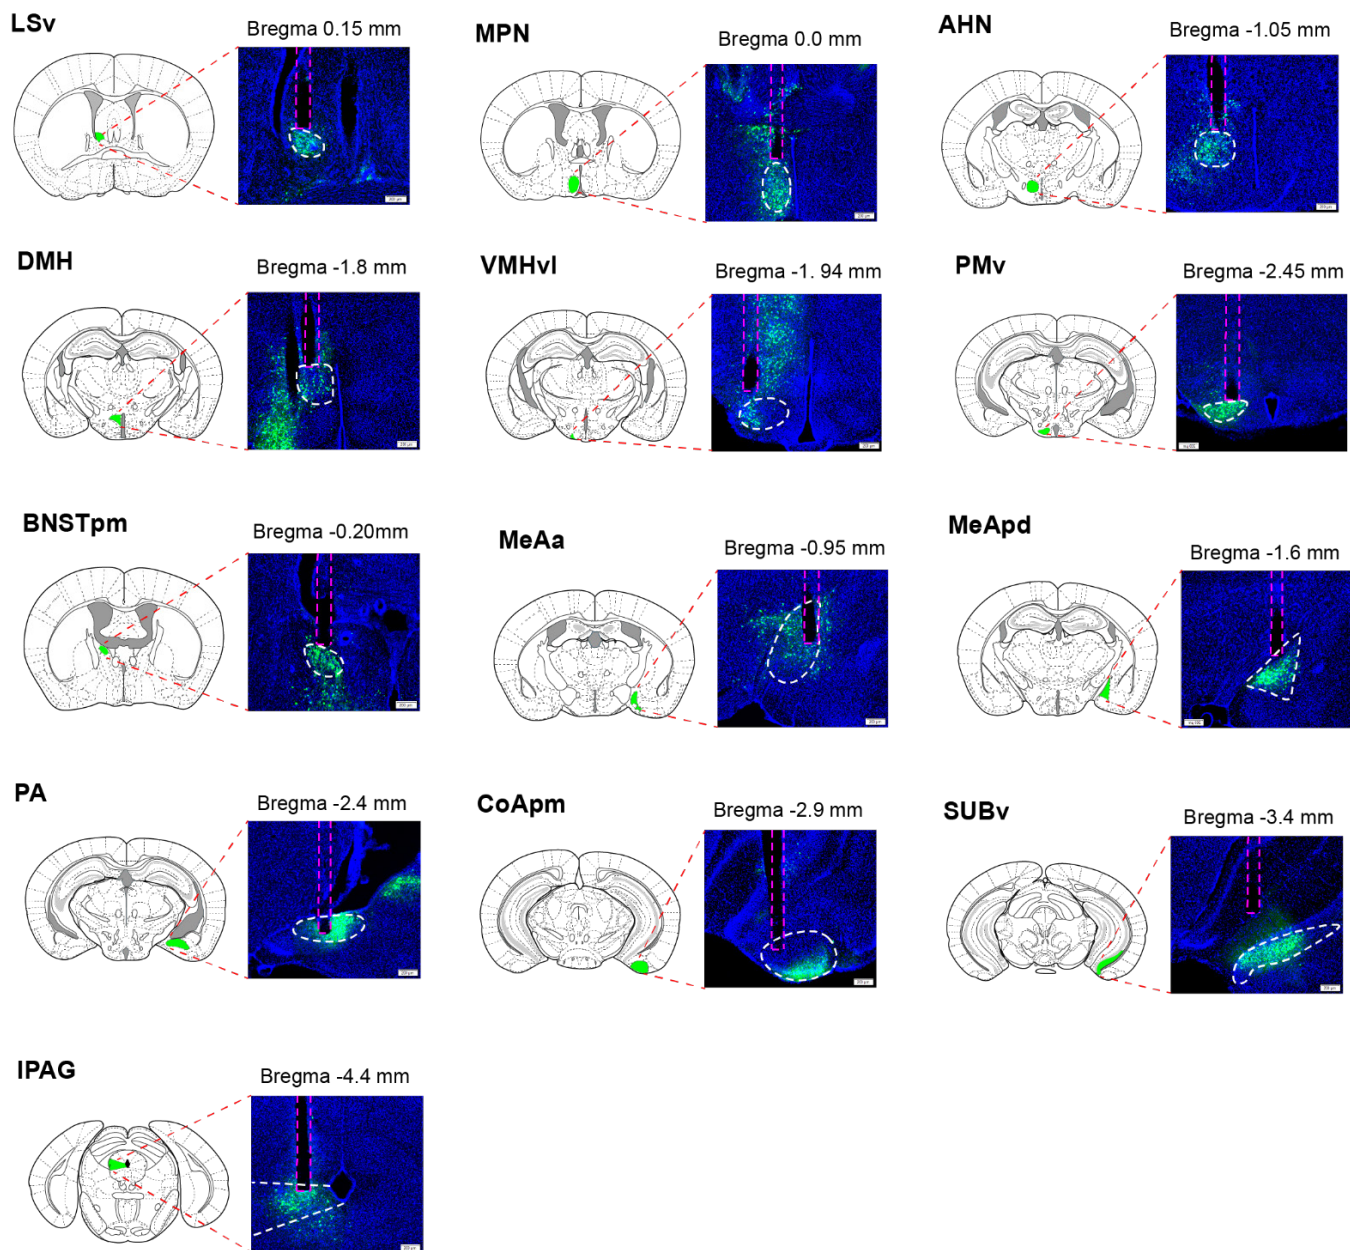 LSv
Bregma 0.15 mm
MPN
Bregma 0.0 mm
AHN
Bregma -1.05 mm
DMH
Bregma -1.8 mm
VMHvl
Bregma -1. 94 mm
PMv
Bregma -2.45 mm
BNSTpm
Bregma -0.20mm
MeAa
Bregma -0.95 mm
MeApd
Bregma -1.6 mm
PA
Bregma -2.4 mm
CoApm
Bregma -2.9 mm
SUBv
Bregma -3.4 mm
lPAG
Bregma -4.4 mm